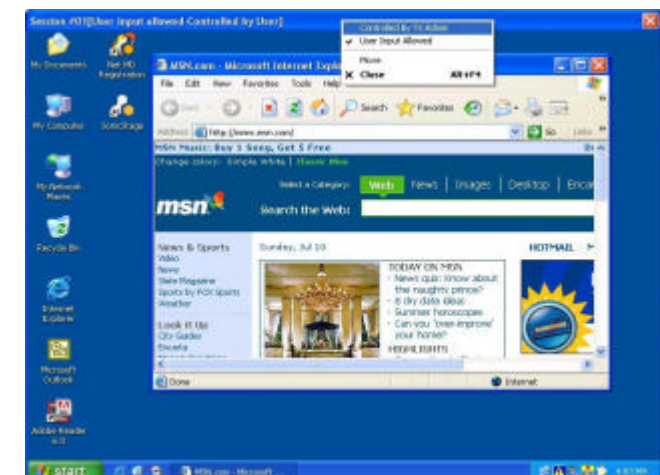 Session #01[User Input allowed-Controlled by User]
Controlled By TS Admin
User Input Allowed
Move
Close Alt+F4
My Documents
Net MD
Registration
MSN.com - Microsoft Internet Explo
File Edit View Favorites Tools Help
My Computer
SonicStage
Search Favorites
Address http://www.msn.com/
Go Links
MSN Music: Buy 1 Song, Get 5 Free
Change colors: Simple White | Classic Blue
My Network
Places
msn
Select a Category:
Web News Images Desktop Encar
Search the Web:
Recycle Bin
News & Sports
Video
News
Slate Magazine
Sports by FOX Sports
Weather
Look It Up
City Guides
Encarta
Sunday, Jul 10
HOTMAIL
TODAY ON MSN
News quiz: Know about
the naughty prince?
8 dry date ideas
Summer horoscopes
Can you 'over-improve'
your home?
HIGHLIGHTS
Internet
Explorer
Microsoft
Outlook
Done
Internet
Adobe Reader
start
MSN.com - Microsoft